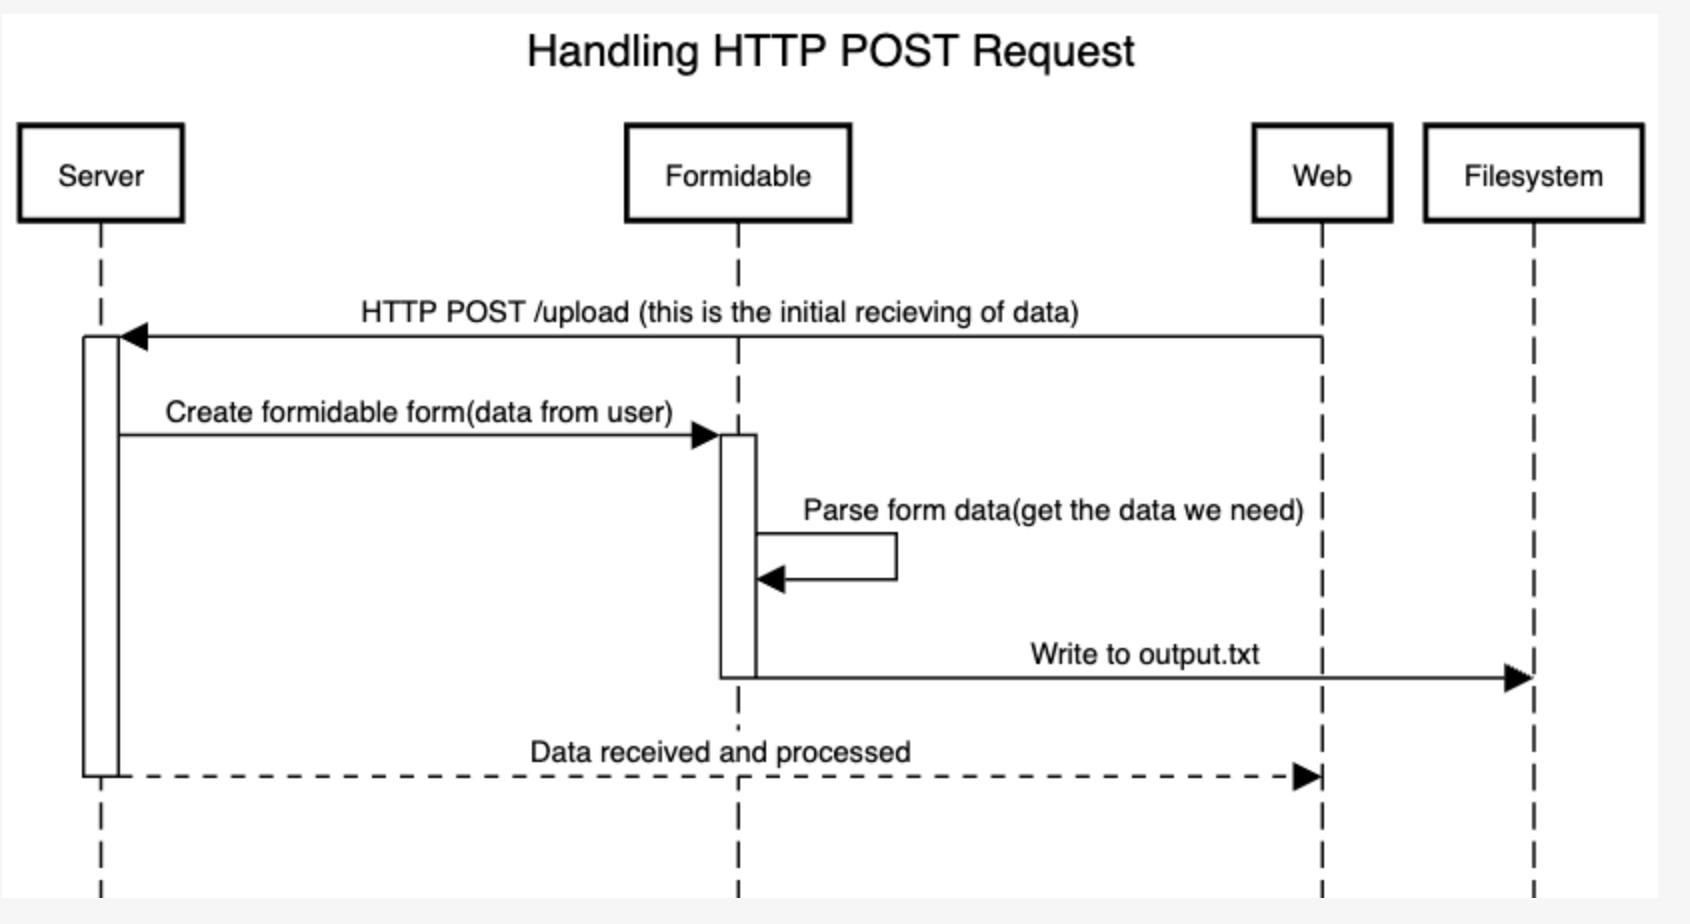 Handling HTTP POST Request
Server
Formidable
Web
Filesystem
HTTP POST /upload (this is the initial recieving of data)
Create formidable form(data from user)
Parse form data(get the data we need)
Write to output.txt
Data received and processed